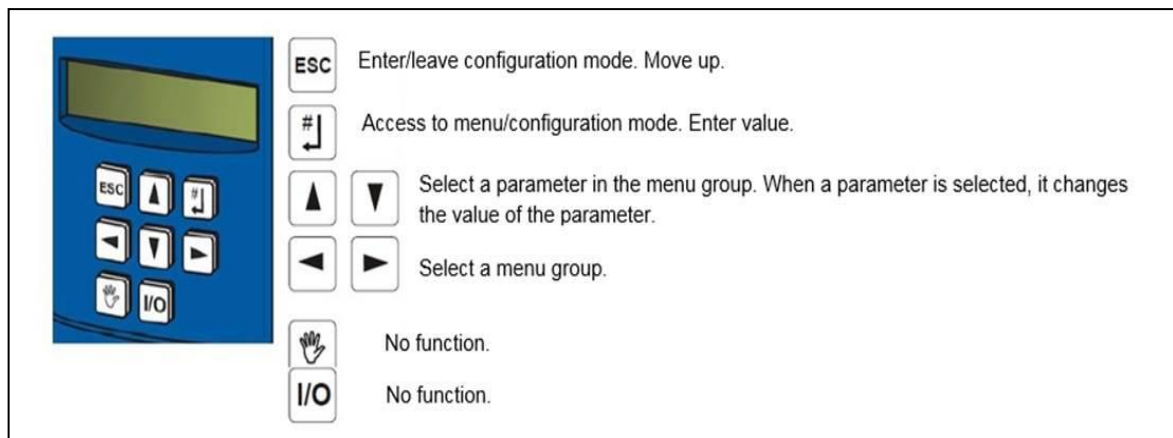 ESC
Enter/leave configuration mode. Move up.
#
Access to menu/configuration mode. Enter value.
Select a parameter in the menu group. When a parameter is selected, it changes
the value of the parameter.
Select a menu group.
No function.
I/O
No function.
ESC
#
I/O